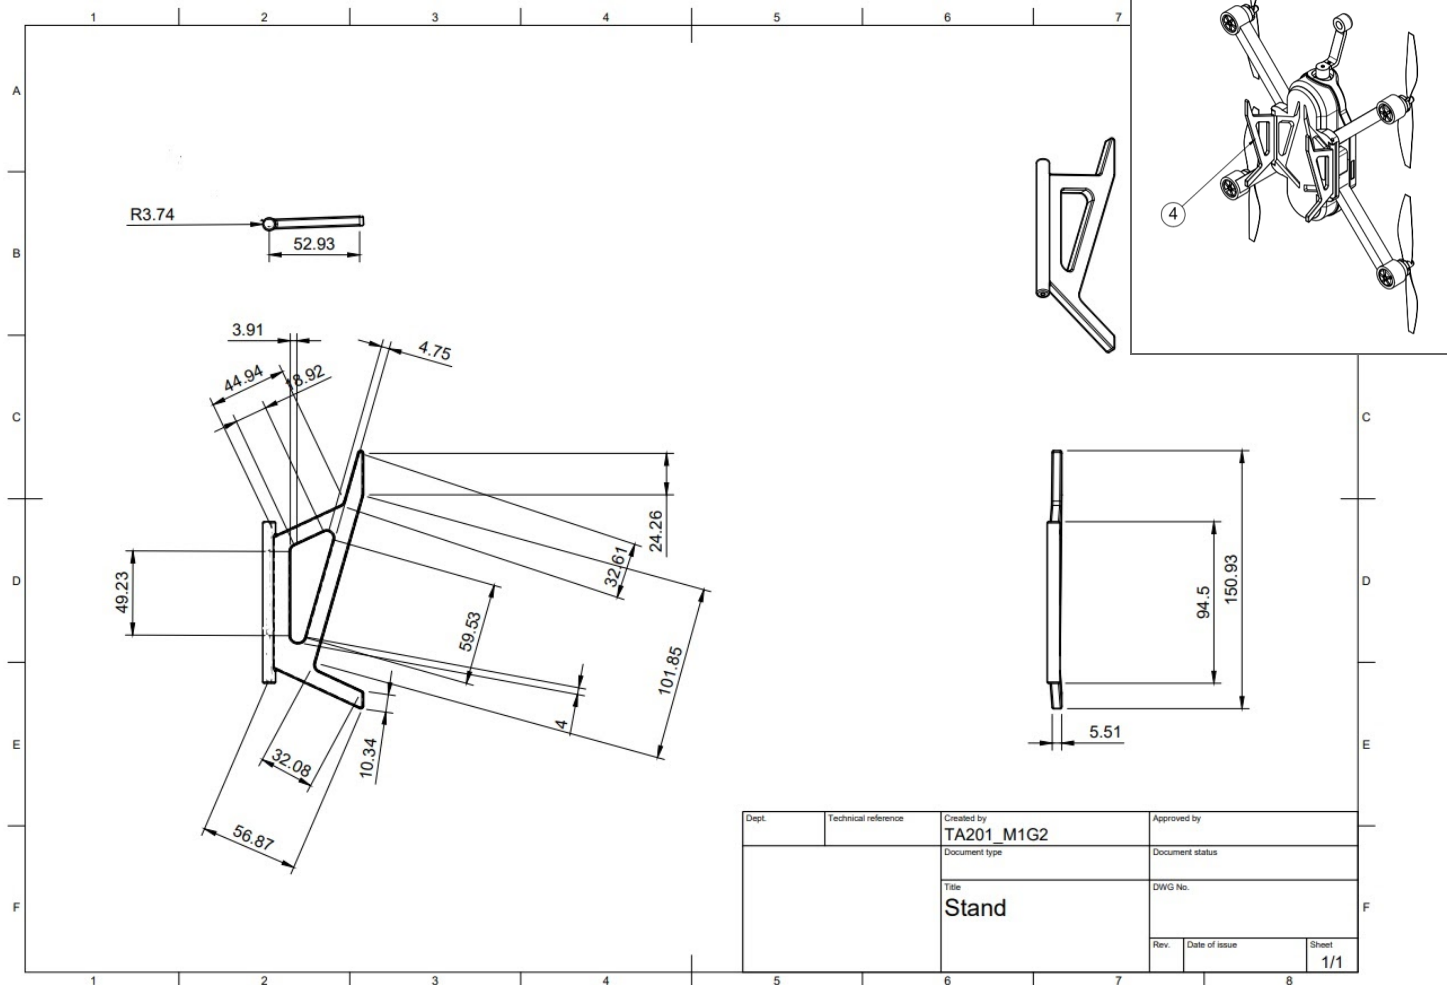 1 2 3 4 5 6 7
A
B
C
D
E
F
4
R3.74
52.93
3.91
4.75
44.94
18.92
24.26
32.61
49.23
59.53
101.85
4
10.34
32.08
56.87
94.5
150.93
5.51
C
D
E
F
Dept. Technical reference Created by Approved by
TA201_M1G2
Document type Document status
Title DWG No.
Stand
Rev. Date of issue Sheet
1/1
1 2 3 4 5 6 7 8